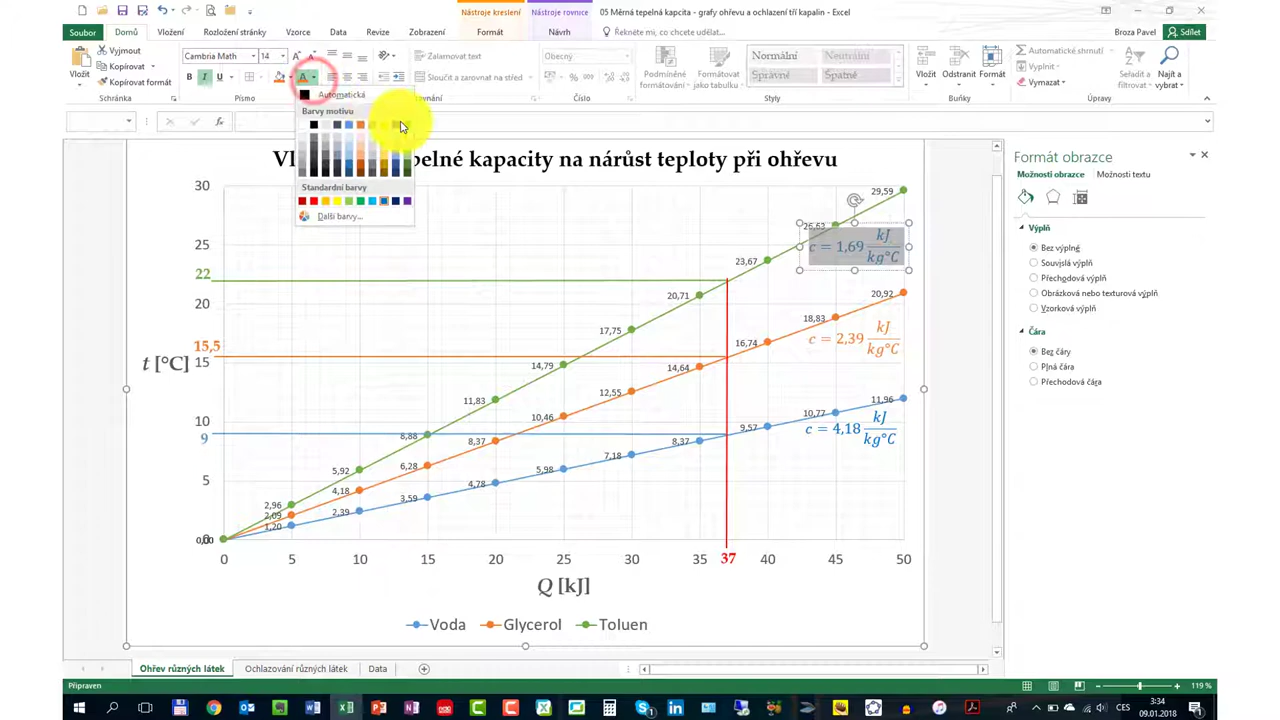 Nástroje kreslení
Nástroje rovnice
05 Měrná tepelná kapcita - grafy ohřevu a ochlazení tří kapalin - Excel
Soubor
Domů
Vložení
Rozložení stránky
Vzorce
Data
Revize
Zobrazení
Formát
Návrh
Řekněte mi, co chcete udělat...
Broza Pavel
Sdílet
Vložit
Vyjmout
Kopírovat
Kopírovat formát
Schránka
Cambria Math
14
Písmo
Zalamovat text
Sloučit a zarovnat na střed
Obecný
Číslo
Podmíněné formátování
Formátovat jako tabulku
Normální
Neutrální
Správně
Špatně
Styly
Vložit
Odstranit
Formát
Buňky
Automatické shrnutí
Vyplnit
Vymazat
Seřadit a filtrovat
Najít a vybrat
Úpravy
Automatická
Barvy motivu
Standardní barvy
Další barvy...
pelné kapacity na nárůst teploty při ohřevu
t [°C]
30
25
22
20
15,5
15
10
9
5
0
0,00
2,96
5,92
8,88
11,83
14,79
17,75
20,71
23,67
26,63
29,59
2,09
4,18
6,28
8,37
10,46
12,55
14,64
16,74
18,83
20,92
1,20
2,39
3,59
4,78
5,98
7,18
8,37
9,57
10,77
11,96
c = 1,69 kJ/kg°C
c = 2,39 kJ/kg°C
c = 4,18 kJ/kg°C
0 5 10 15 20 25 30 35 37 40 45 50
Q [kJ]
Voda Glycerol Toluen
Formát obrazce
Možnosti obrazce
Možnosti textu
Výplň
Bez výplně
Souvislá výplň
Přechodová výplň
Obrázková nebo texturová výplň
Vzorková výplň
Čára
Bez čáry
Plná čára
Přechodová čára
Ohřev různých látek
Ochlazování různých látek
Data
Připraven
119 %
CES
3:34
09.01.2018